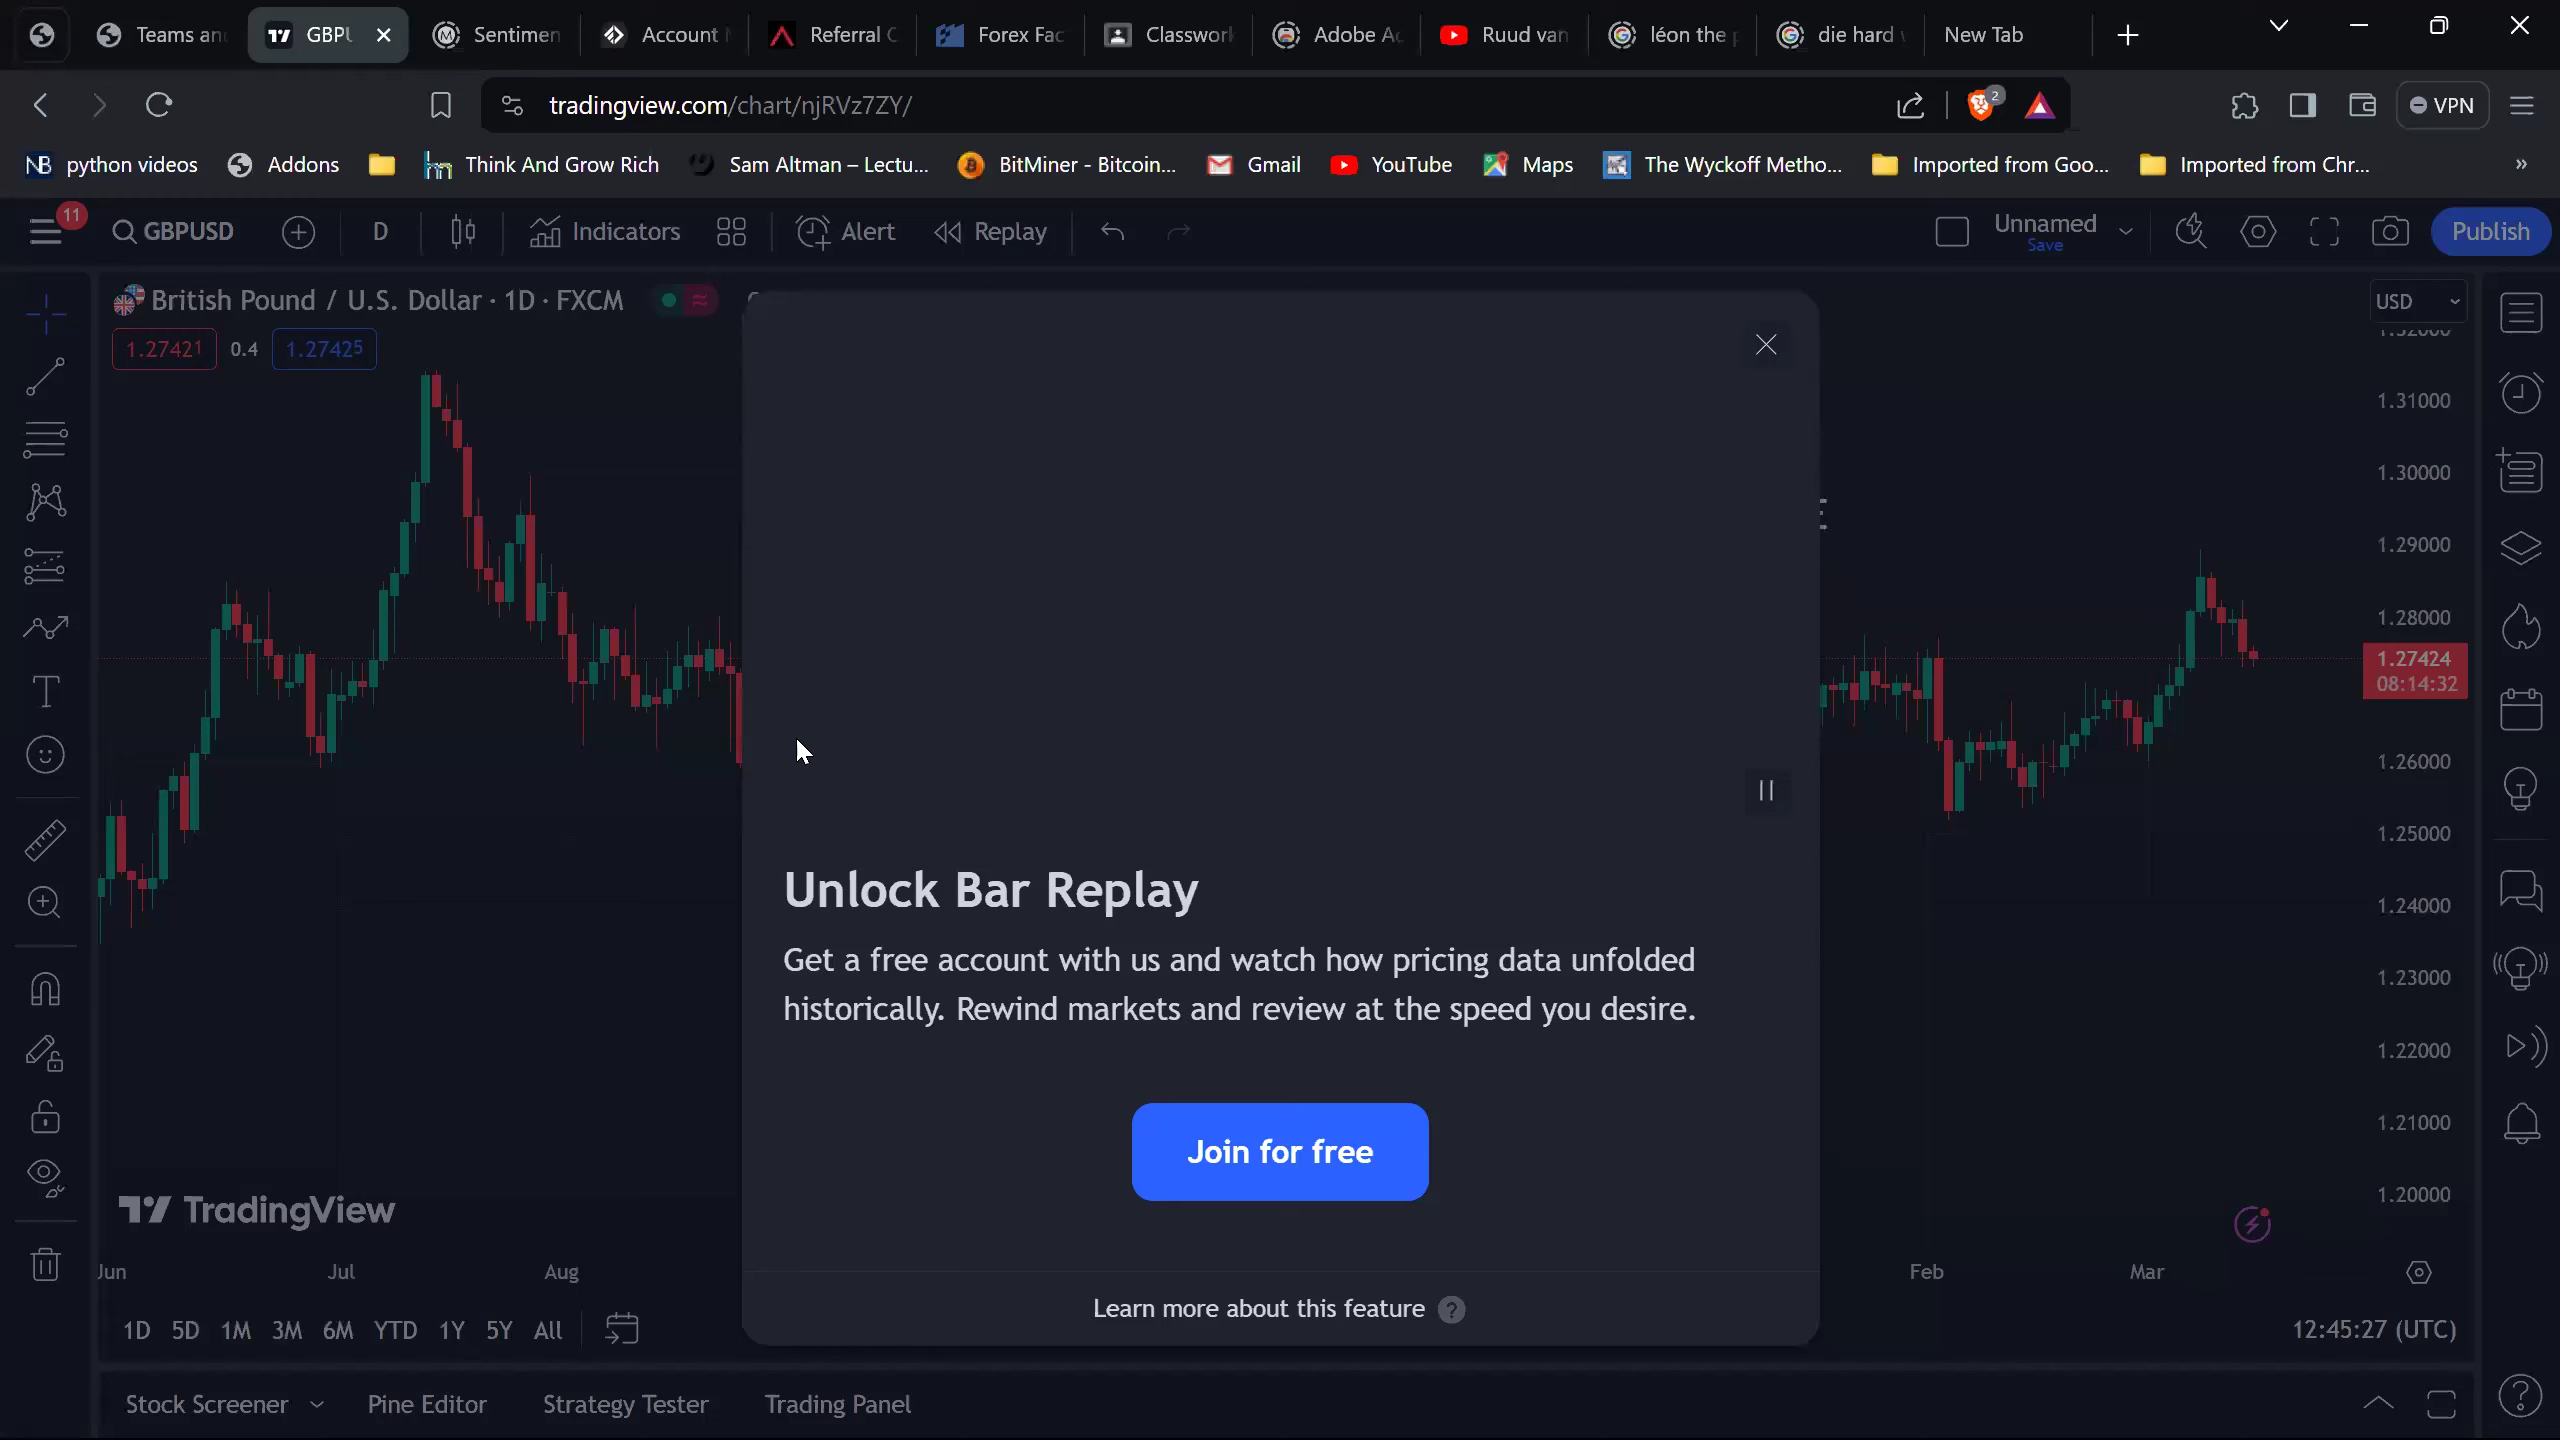 Teams an
GBPU
Sentimen
Account
Referral C
Forex Fac
Classwork
Adobe Ac
Ruud van
léon the p
die hard
New Tab
tradingview.com/chart/njRVz7ZY/
2
VPN
python videos
Addons
Think And Grow Rich
Sam Altman – Lectu...
BitMiner - Bitcoin...
Gmail
YouTube
Maps
The Wyckoff Metho...
Imported from Goo...
Imported from Chr...
11
GBPUSD
D
Indicators
Alert
Replay
Unnamed
Save
Publish
British Pound / U.S. Dollar · 1D · FXCM
1.27421
0.4
1.27425
USD
1.32000
1.31000
1.30000
1.29000
1.28000
1.27424
08:14:32
1.26000
1.25000
1.24000
1.23000
1.22000
1.21000
1.20000
Unlock Bar Replay
Get a free account with us and watch how pricing data unfolded
historically. Rewind markets and review at the speed you desire.
Join for free
Learn more about this feature
TradingView
Jun
Jul
Aug
Feb
Mar
1D
5D
1M
3M
6M
YTD
1Y
5Y
All
12:45:27 (UTC)
Stock Screener
Pine Editor
Strategy Tester
Trading Panel